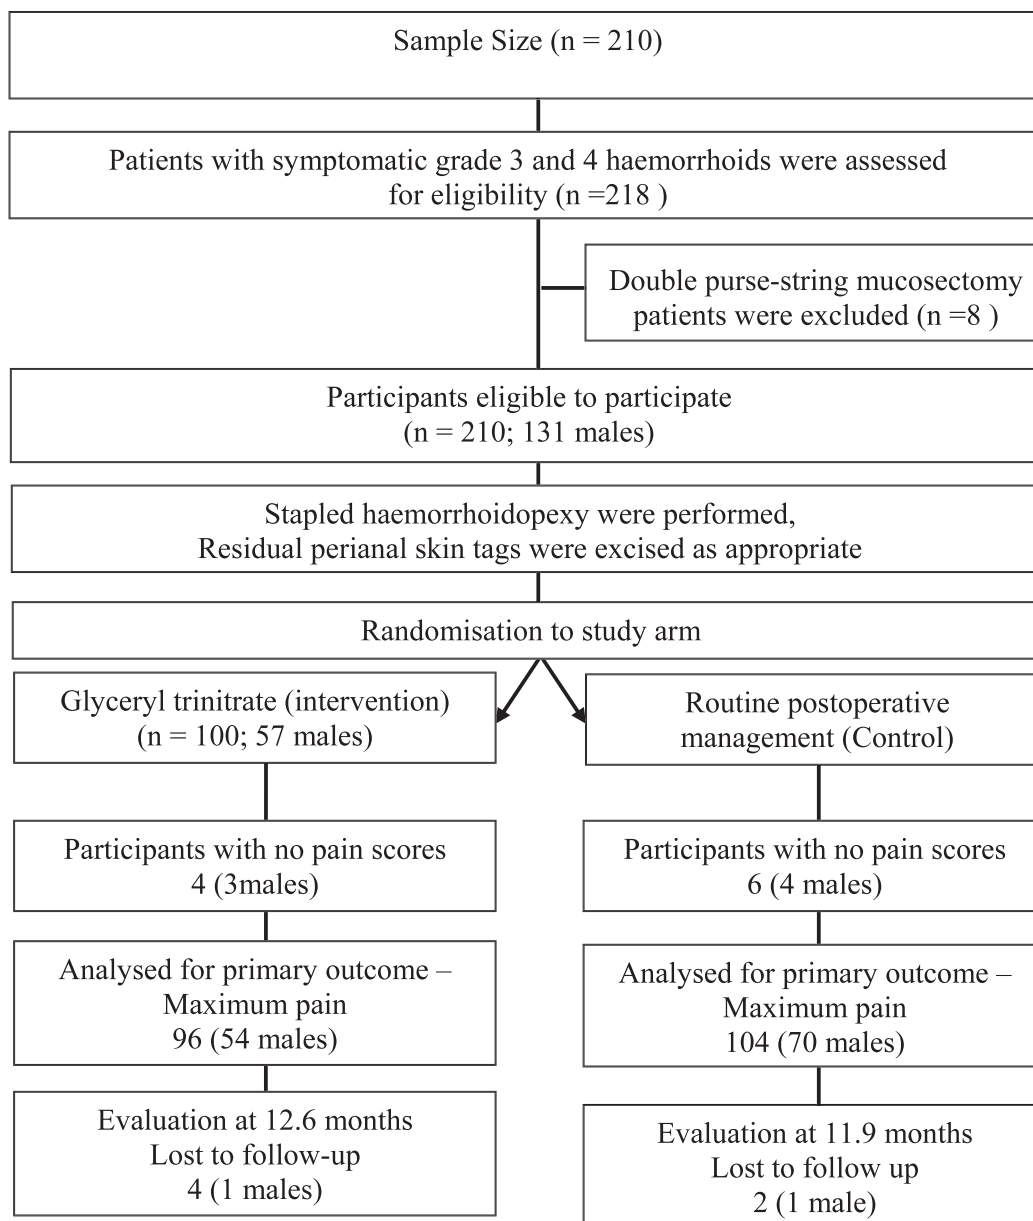 Sample Size (n = 210)
Patients with symptomatic grade 3 and 4 haemorrhoids were assessed
for eligibility (n =218 )
Double purse-string mucosectomy
patients were excluded (n =8 )
Participants eligible to participate
(n = 210; 131 males)
Stapled haemorrhoidopexy were performed,
Residual perianal skin tags were excised as appropriate
Randomisation to study arm
Glyceryl trinitrate (intervention)
(n = 100; 57 males)
Routine postoperative
management (Control)
Participants with no pain scores
4 (3males)
Participants with no pain scores
6 (4 males)
Analysed for primary outcome –
Maximum pain
96 (54 males)
Analysed for primary outcome –
Maximum pain
104 (70 males)
Evaluation at 12.6 months
Lost to follow-up
4 (1 males)
Evaluation at 11.9 months
Lost to follow up
2 (1 male)